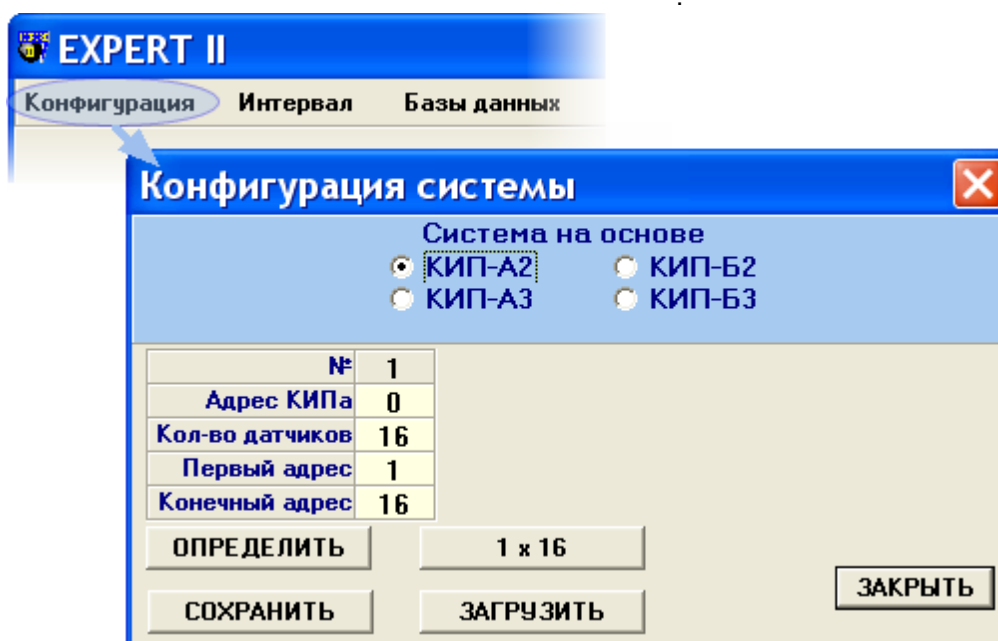 EXPERT II
Конфигурация Интервал Базы данных
Конфигурация системы
Система на основе
КИП-А2 КИП-Б2
КИП-А3 КИП-Б3
№ 1
Адрес КИПа 0
Кол-во датчиков 16
Первый адрес 1
Конечный адрес 16
ОПРЕДЕЛИТЬ 1 x 16
СОХРАНИТЬ ЗАГРУЗИТЬ ЗАКРЫТЬ